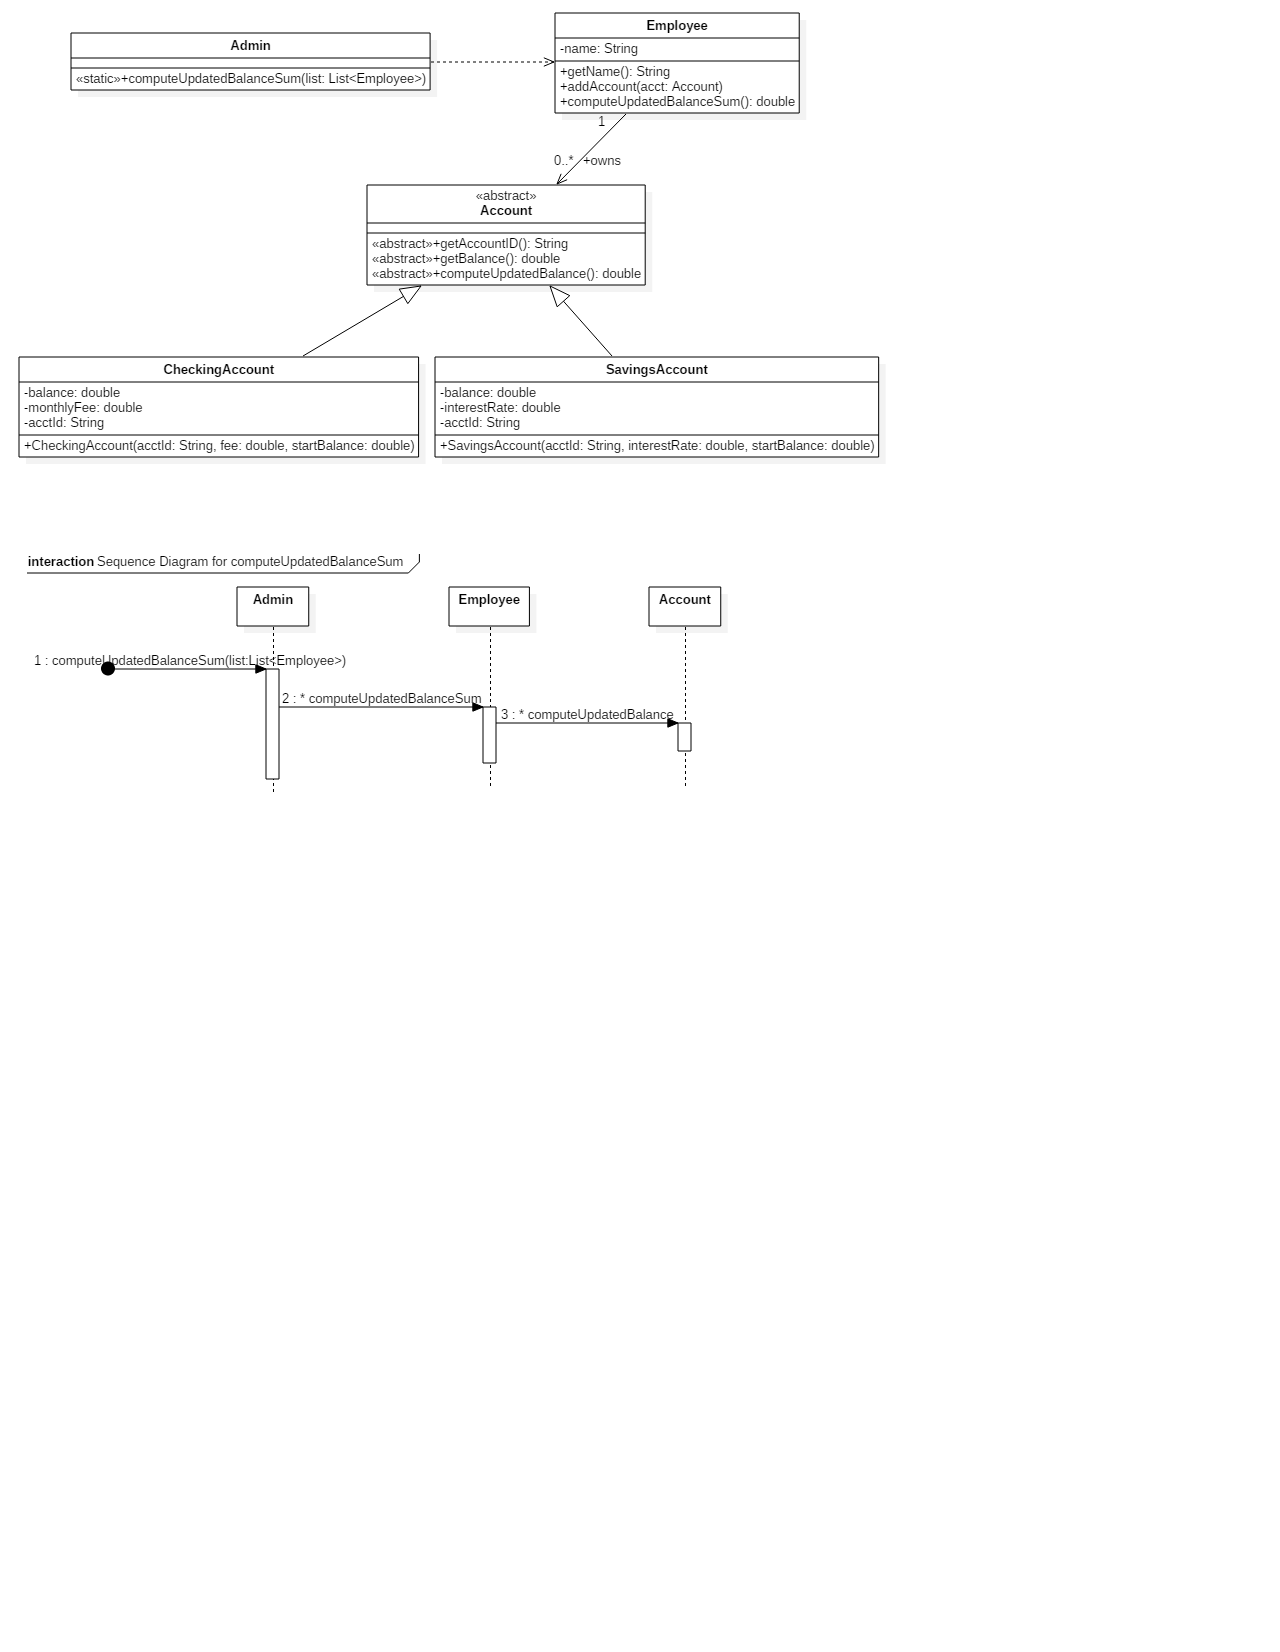 Admin
«static»+computeUpdatedBalanceSum(list: List<Employee>)
Employee
-name: String
+getName(): String
+addAccount(acct: Account)
+computeUpdatedBalanceSum(): double
1
0..* +owns
«abstract»
Account
«abstract»+getAccountID(): String
«abstract»+getBalance(): double
«abstract»+computeUpdatedBalance(): double
CheckingAccount
-balance: double
-monthlyFee: double
-acctId: String
+CheckingAccount(acctId: String, fee: double, startBalance: double)
SavingsAccount
-balance: double
-interestRate: double
-acctId: String
+SavingsAccount(acctId: String, interestRate: double, startBalance: double)
interaction Sequence Diagram for computeUpdatedBalanceSum
Admin
Employee
Account
1 : computeUpdatedBalanceSum(list:List<Employee>)
2 : * computeUpdatedBalanceSum
3 : * computeUpdatedBalance